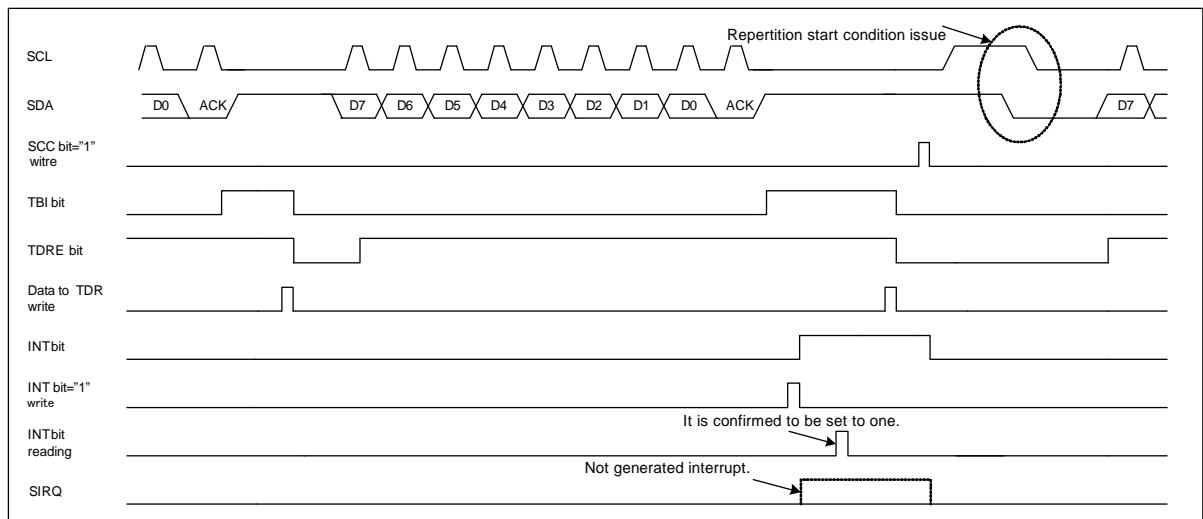 Repertition start condition issue
SCL
SDA
D0 ACK D7 D6 D5 D4 D3 D2 D1 D0 ACK D7
SCC bit="1"
witre
TBI bit
TDRE bit
Data to TDR
write
INTbit
INT bit="1"
write
It is confirmed to be set to one.
INTbit
reading
Not generated interrupt.
SIRQ